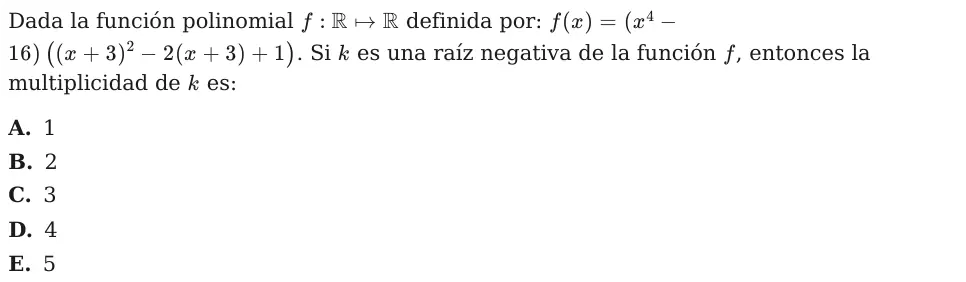 Dada la función polinomial f : ℝ ↦ ℝ definida por: f(x) = (x⁴ −
16) ((x + 3)² − 2(x + 3) + 1). Si k es una raíz negativa de la función f, entonces la
multiplicidad de k es:
A. 1
B. 2
C. 3
D. 4
E. 5